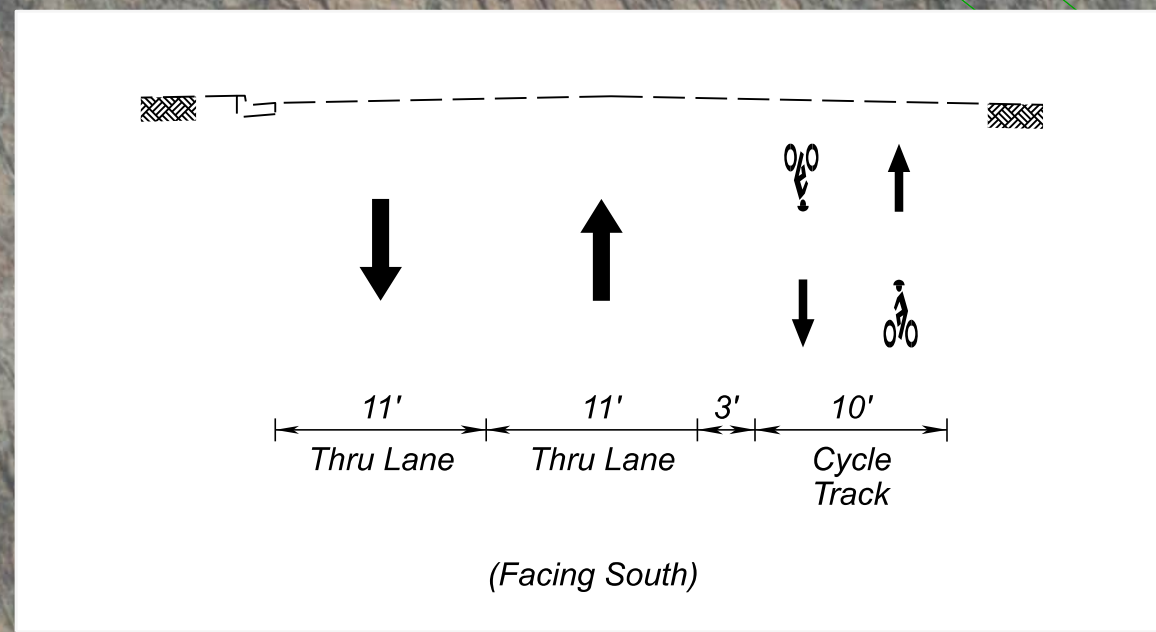 11' 11' 3' 10'
Thru Lane Thru Lane Cycle
Track
(Facing South)